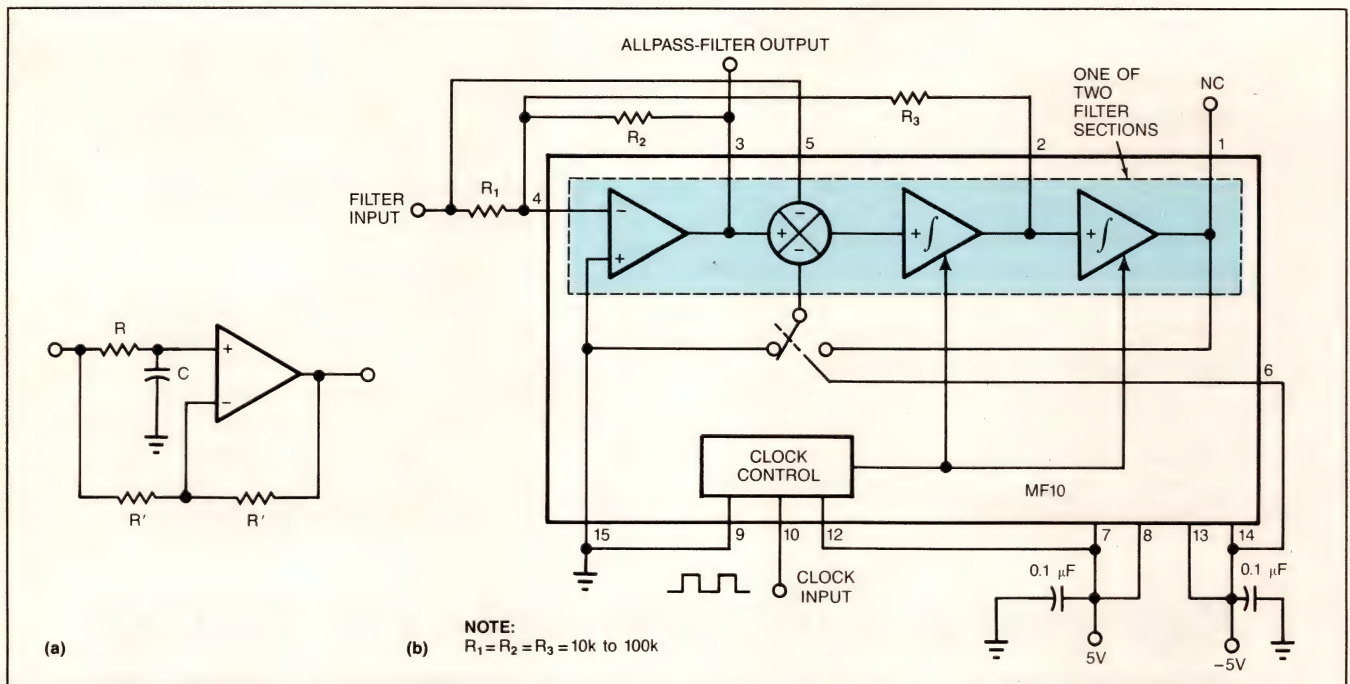 ALLPASS-FILTER OUTPUT
ONE OF
TWO
FILTER
SECTIONS
NC
R3
R2
3
5
2
1
FILTER
INPUT
R1
4
−
+
+
−
−
+ ∫
+ ∫
R
C
+
−
R'
R'
6
CLOCK
CONTROL
MF10
15
9
10
12
7
8
13
14
CLOCK
INPUT
0.1 µF
0.1 µF
5V
−5V
(a)
(b)
NOTE:
R1 = R2 = R3 = 10k to 100k